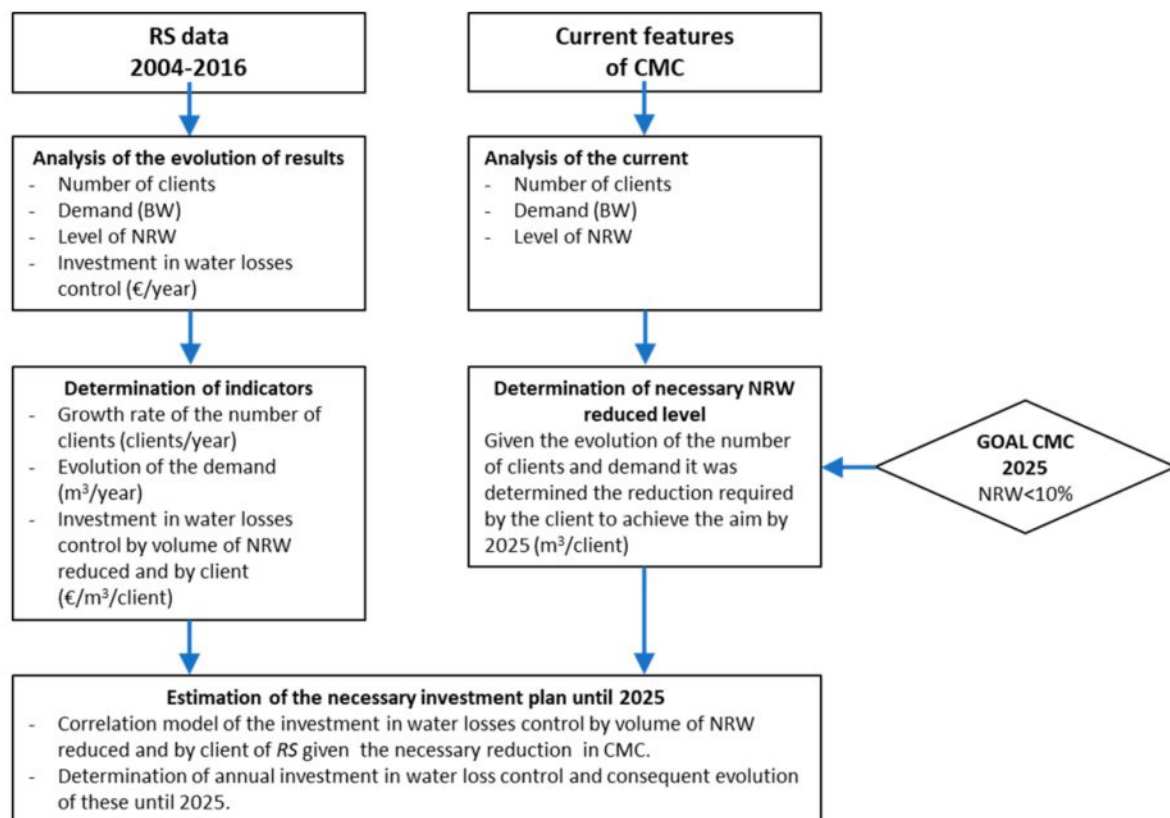 RS data
2004-2016
Current features
of CMC
Analysis of the evolution of results
- Number of clients
- Demand (BW)
- Level of NRW
- Investment in water losses
control (€/year)
Analysis of the current
- Number of clients
- Demand (BW)
- Level of NRW
Determination of indicators
- Growth rate of the number of
clients (clients/year)
- Evolution of the demand
(m³/year)
- Investment in water losses
control by volume of NRW
reduced and by client
(€/m³/client)
Determination of necessary NRW
reduced level
Given the evolution of the number
of clients and demand it was
determined the reduction required
by the client to achieve the aim by
2025 (m³/client)
GOAL CMC
2025
NRW<10%
Estimation of the necessary investment plan until 2025
- Correlation model of the investment in water losses control by volume of NRW
reduced and by client of RS given the necessary reduction in CMC.
- Determination of annual investment in water loss control and consequent evolution
of these until 2025.